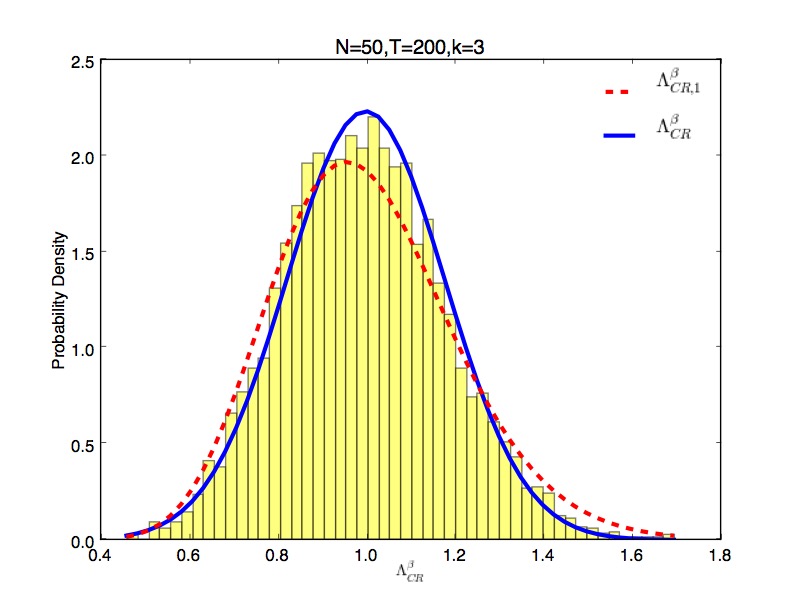 N=50,T=200,k=3
2.5
2.0
1.5
1.0
0.5
0.0
Probability Density
0.4 0.6 0.8 1.0 1.2 1.4 1.6 1.8
Λ^β_CR
Λ^β_CR,1
Λ^β_CR